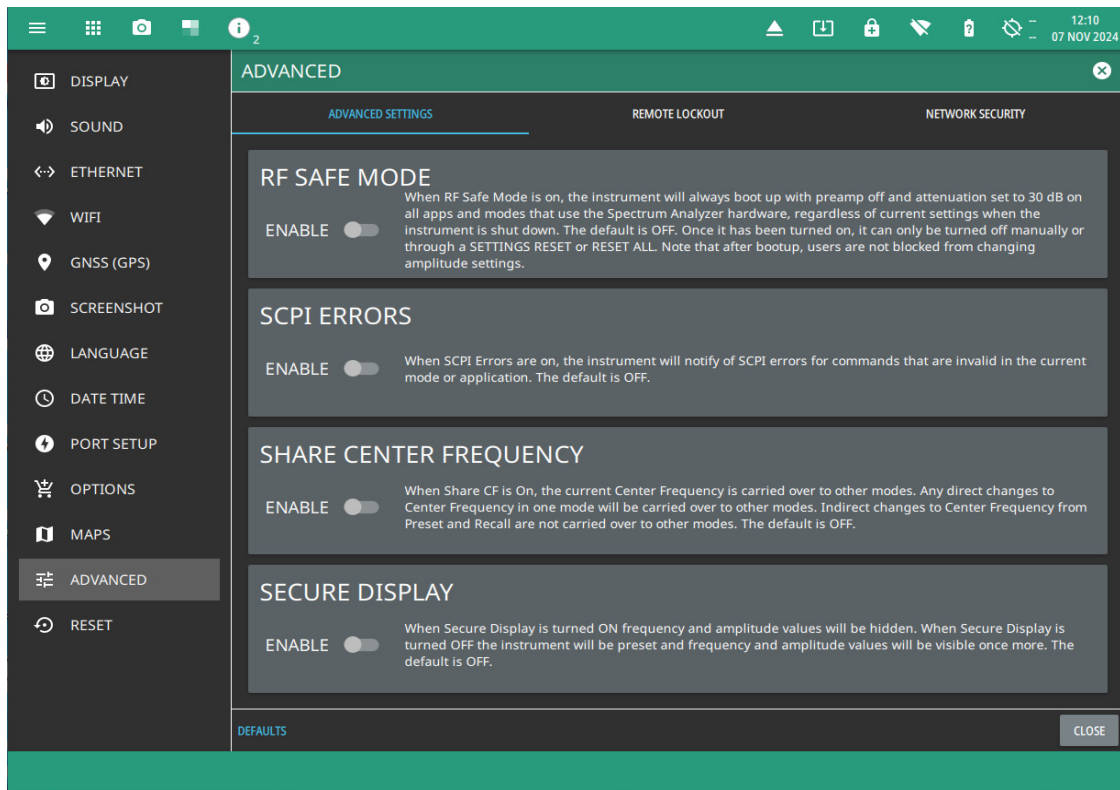 2
--
--
12:10
07 NOV 2024
DISPLAY
SOUND
ETHERNET
WIFI
GNSS (GPS)
SCREENSHOT
LANGUAGE
DATE TIME
PORT SETUP
OPTIONS
MAPS
ADVANCED
RESET
ADVANCED
ADVANCED SETTINGS
REMOTE LOCKOUT
NETWORK SECURITY
RF SAFE MODE
ENABLE
When RF Safe Mode is on, the instrument will always boot up with preamp off and attenuation set to 30 dB on
all apps and modes that use the Spectrum Analyzer hardware, regardless of current settings when the
instrument is shut down. The default is OFF. Once it has been turned on, it can only be turned off manually or
through a SETTINGS RESET or RESET ALL. Note that after bootup, users are not blocked from changing
amplitude settings.
SCPI ERRORS
ENABLE
When SCPI Errors are on, the instrument will notify of SCPI errors for commands that are invalid in the current
mode or application. The default is OFF.
SHARE CENTER FREQUENCY
ENABLE
When Share CF is On, the current Center Frequency is carried over to other modes. Any direct changes to
Center Frequency in one mode will be carried over to other modes. Indirect changes to Center Frequency from
Preset and Recall are not carried over to other modes. The default is OFF.
SECURE DISPLAY
ENABLE
When Secure Display is turned ON frequency and amplitude values will be hidden. When Secure Display is
turned OFF the instrument will be preset and frequency and amplitude values will be visible once more. The
default is OFF.
DEFAULTS
CLOSE